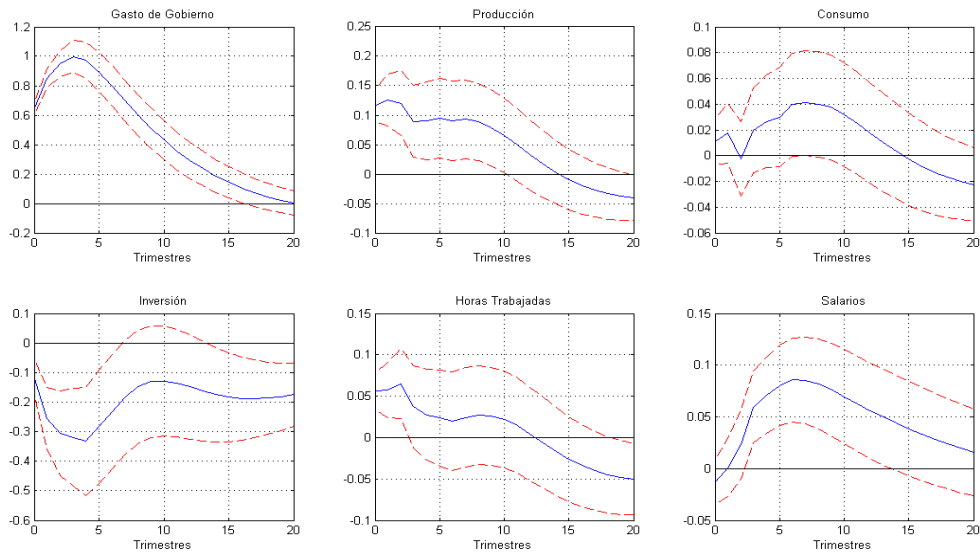 Gasto de Gobierno
1.2
1
0.8
0.6
0.4
0.2
0
-0.2
0 5 10 15 20
Trimestres
Producción
0.25
0.2
0.15
0.1
0.05
0
-0.05
-0.1
0 5 10 15 20
Trimestres
Consumo
0.1
0.08
0.06
0.04
0.02
0
-0.02
-0.04
-0.06
0 5 10 15 20
Trimestres
Inversión
0.1
0
-0.1
-0.2
-0.3
-0.4
-0.5
-0.6
0 5 10 15 20
Trimestres
Horas Trabajadas
0.15
0.1
0.05
0
-0.05
-0.1
0 5 10 15 20
Trimestres
Salarios
0.15
0.1
0.05
0
-0.05
0 5 10 15 20
Trimestres